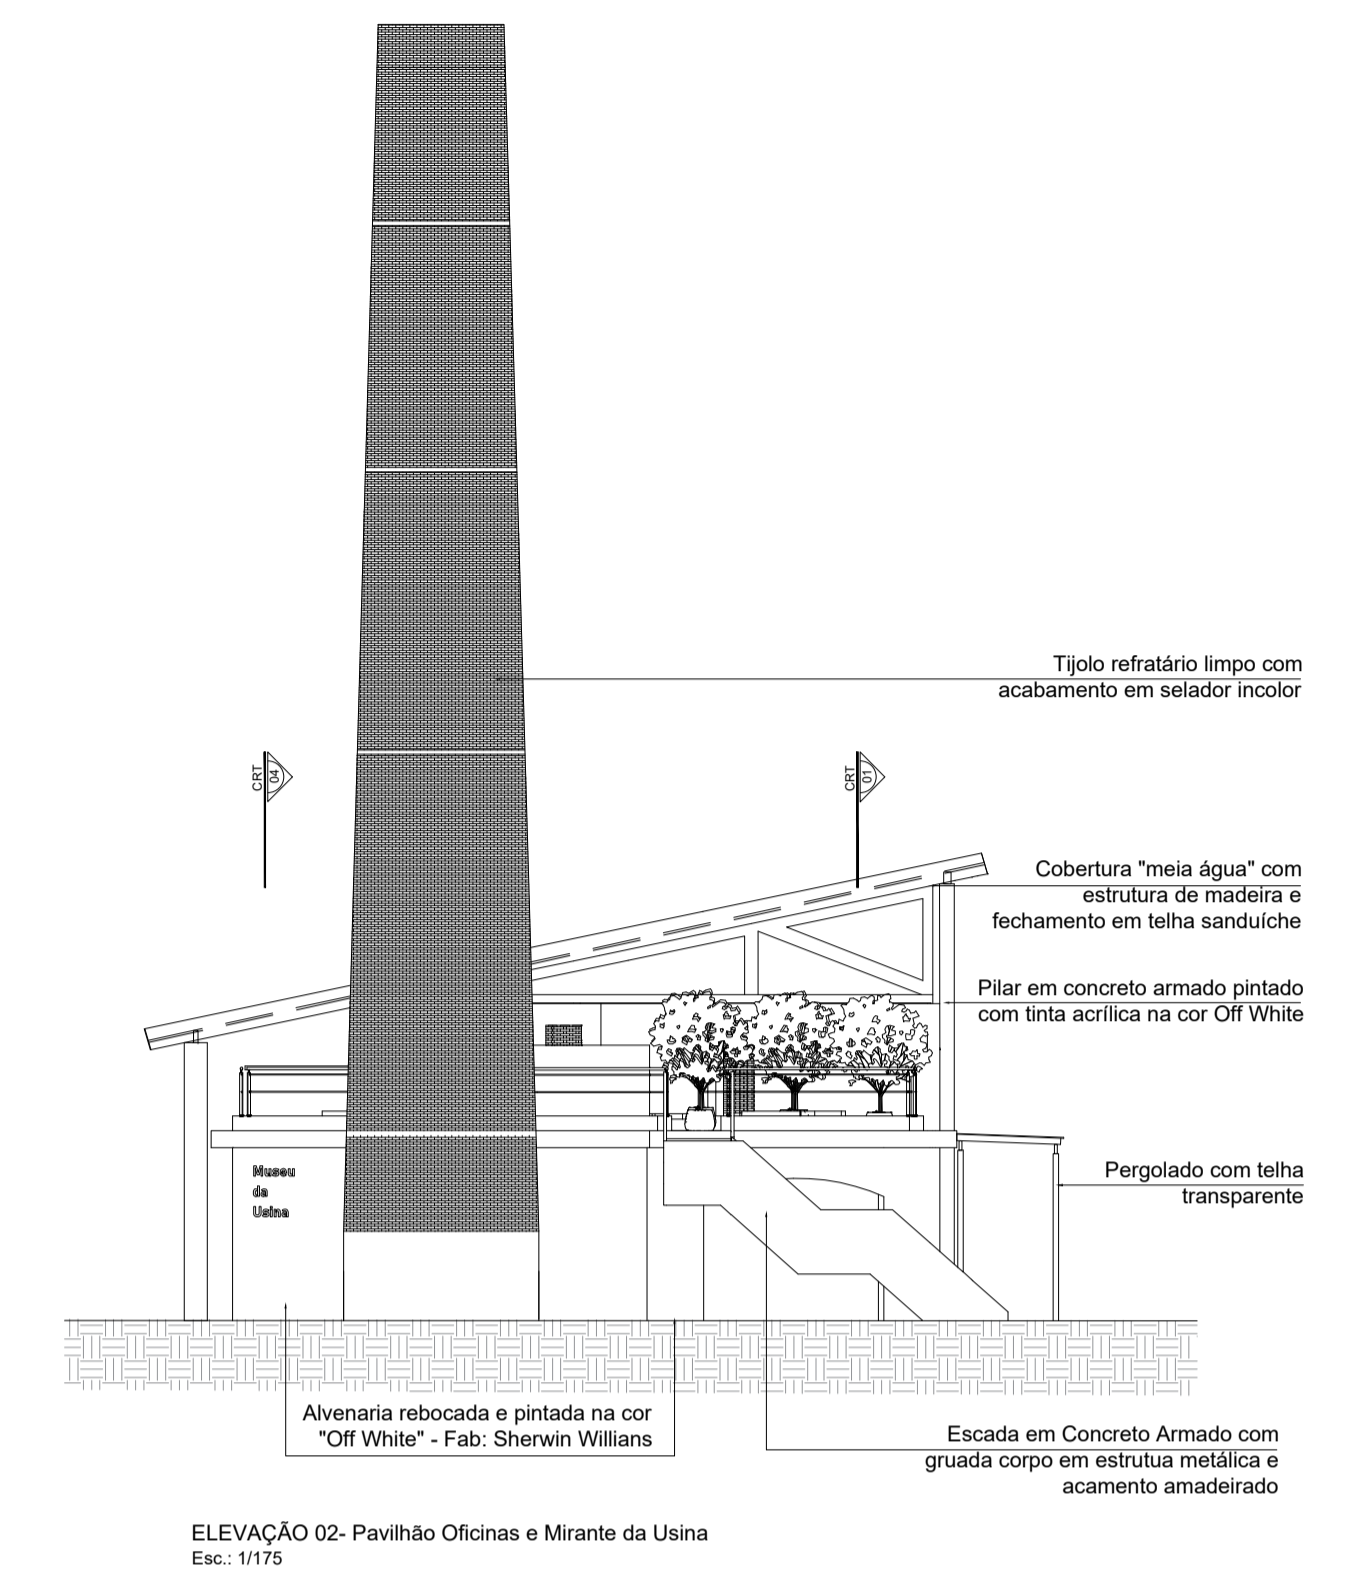 Tijolo refratário limpo com
acabamento em selador incolor
CRT
04
CRT
01
Cobertura "meia água" com
estrutura de madeira e
fechamento em telha sanduíche
Pilar em concreto armado pintado
com tinta acrílica na cor Off White
Museu
da
Usina
Pergolado com telha
transparente
Alvenaria rebocada e pintada na cor
"Off White" - Fab: Sherwin Willians
Escada em Concreto Armado com
gruada corpo em estrutua metálica e
acamento amadeirado
ELEVAÇÃO 02- Pavilhão Oficinas e Mirante da Usina
Esc.: 1/175